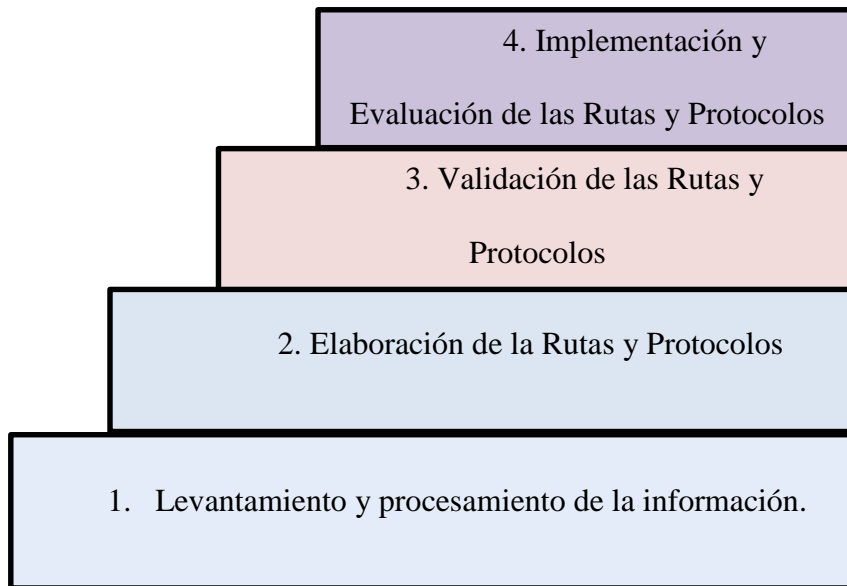 4. Implementación y
Evaluación de las Rutas y Protocolos
3. Validación de las Rutas y
Protocolos
2. Elaboración de la Rutas y Protocolos
1. Levantamiento y procesamiento de la información.